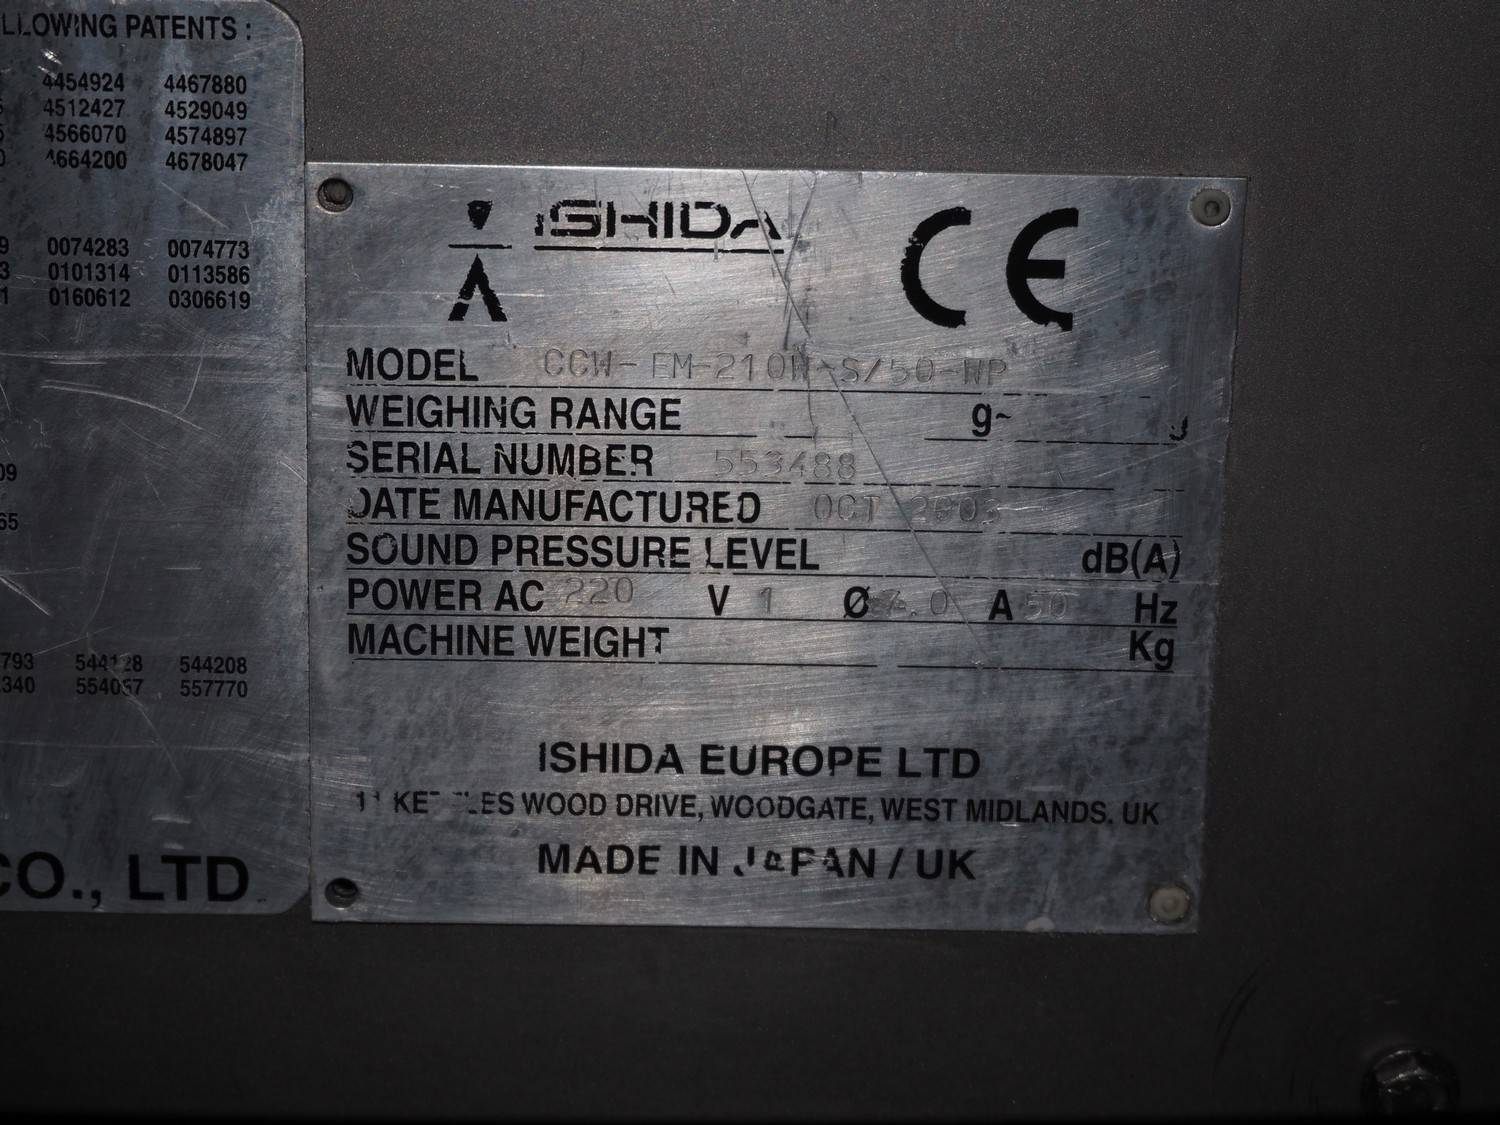 LLOWING PATENTS :
4454924 4467880
4512427 4529049
4566070 4574897
4664200 4678047
0074283 0074773
0101314 0113586
0160612 0306619
544128 544208
554067 557770
CO., LTD
ISHIDA
CE
MODEL CCW-EM-210W-S/50-WP
WEIGHING RANGE g~ g
SERIAL NUMBER 553488
DATE MANUFACTURED OCT 2003
SOUND PRESSURE LEVEL dB(A)
POWER AC 220 V 1 Ø A 50 Hz
MACHINE WEIGHT Kg
ISHIDA EUROPE LTD
11 KETTLES WOOD DRIVE, WOODGATE, WEST MIDLANDS. UK
MADE IN JAPAN / UK